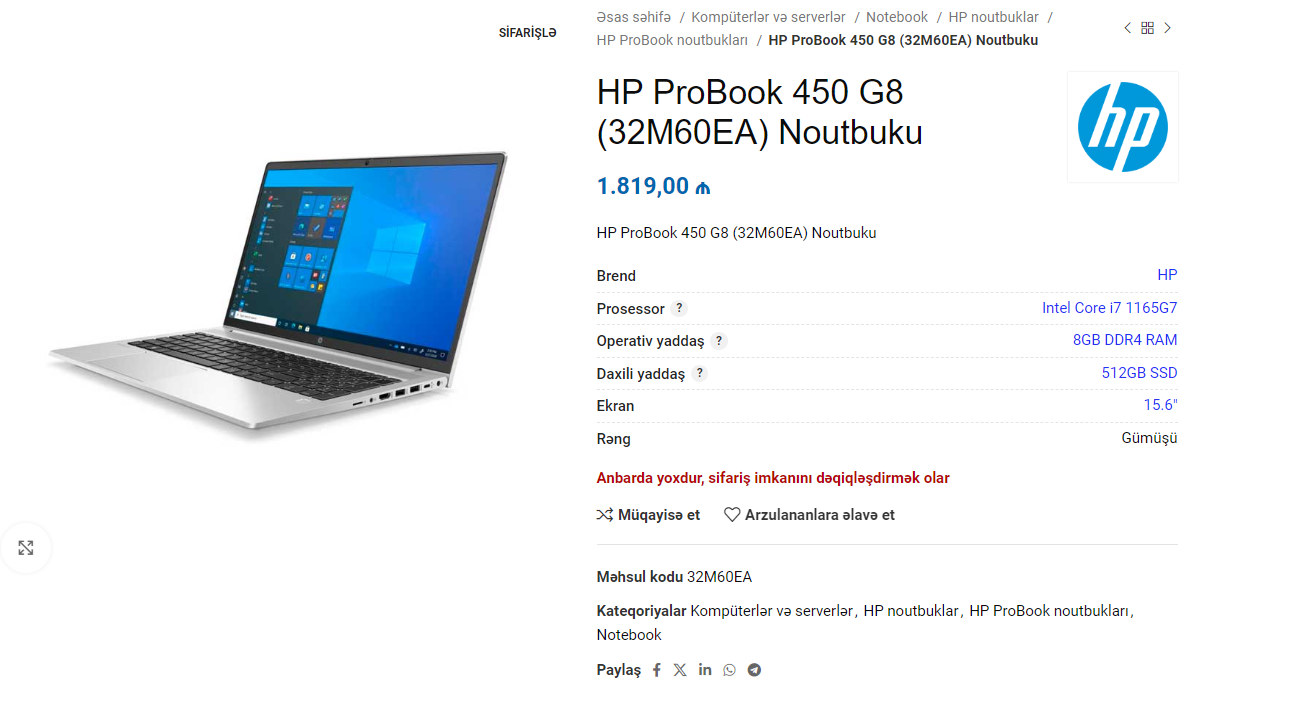 SİFARİŞLƏ
Əsas səhifə / Kompüterlər və serverlər / Notebook / HP noutbuklar /
HP ProBook noutbukları / HP ProBook 450 G8 (32M60EA) Noutbuku
HP ProBook 450 G8
(32M60EA) Noutbuku
hp
1.819,00 ₼
HP ProBook 450 G8 (32M60EA) Noutbuku
Brend HP
Prosessor ? Intel Core i7 1165G7
Operativ yaddaş ? 8GB DDR4 RAM
Daxili yaddaş ? 512GB SSD
Ekran 15.6"
Rəng Gümüşü
Anbarda yoxdur, sifariş imkanını dəqiqləşdirmək olar
Müqayisə et Arzulananlara əlavə et
Məhsul kodu 32M60EA
Kateqoriyalar Kompüterlər və serverlər, HP noutbuklar, HP ProBook noutbukları,
Notebook
Paylaş